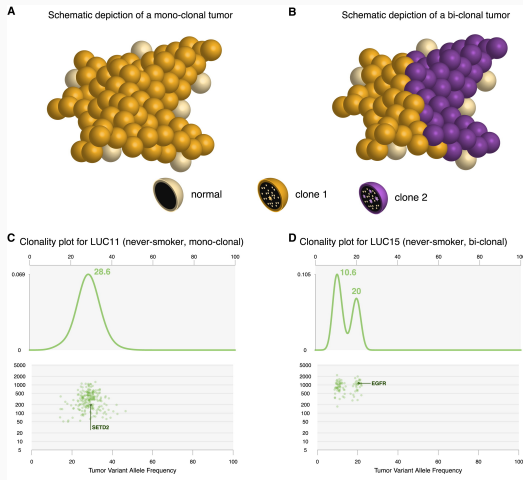 A Schematic depiction of a mono-clonal tumor
B Schematic depiction of a bi-clonal tumor
normal
clone 1
clone 2
C Clonality plot for LUC11 (never-smoker, mono-clonal)
0 20 40 60 80 100
0.069
28.6
0
5000
2000
1000
500
200
100
50
20
10
5
SETD2
0 20 40 60 80 100
Tumor Variant Allele Frequency
D Clonality plot for LUC15 (never-smoker, bi-clonal)
0 20 40 60 80 10
0.105
10.6
20
0
5000
2000
1000
500
200
100
50
20
10
5
EGFR
0 20 40 60 80 100
Tumor Variant Allele Frequency